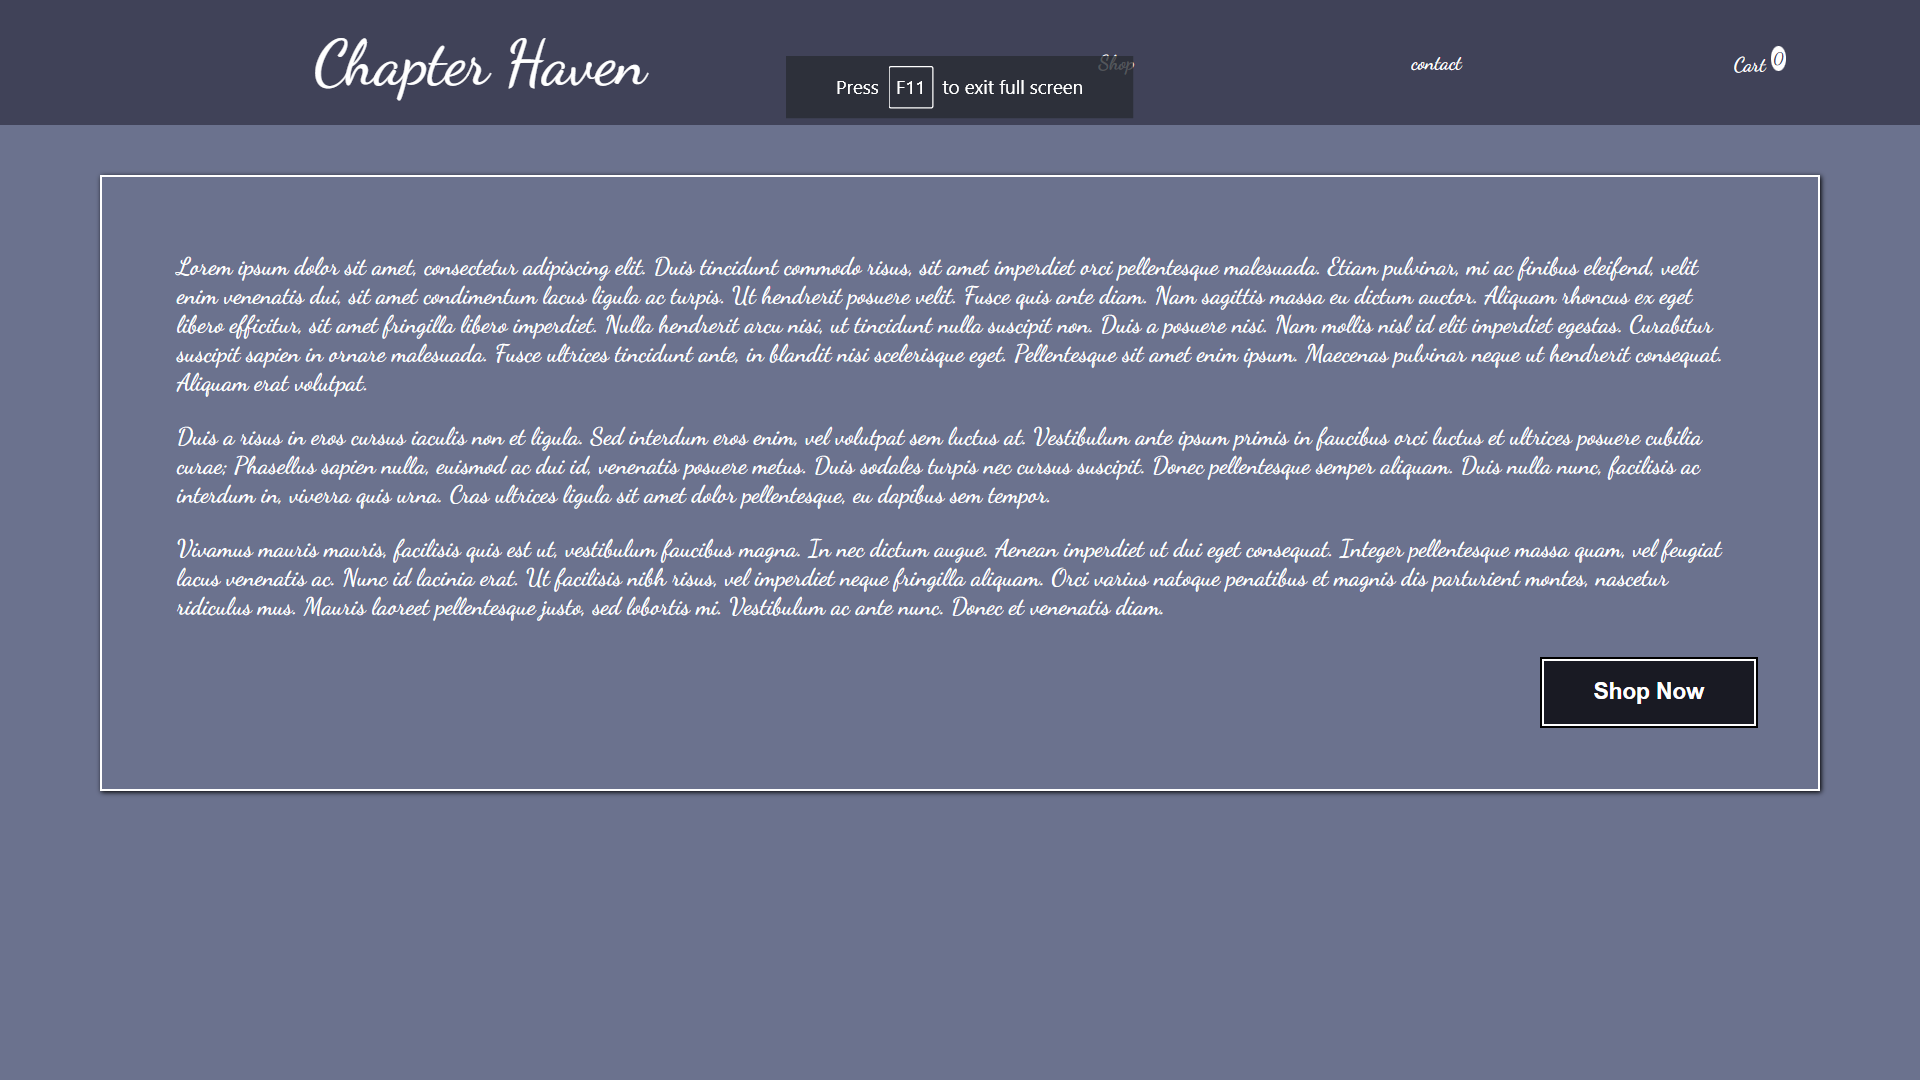 Chapter Haven
Shop
contact
Cart 0
Press F11 to exit full screen
Lorem ipsum dolor sit amet, consectetur adipiscing elit. Duis tincidunt commodo risus, sit amet imperdiet orci pellentesque malesuada. Etiam pulvinar, mi ac finibus eleifend, velit
enim venenatis dui, sit amet condimentum lacus ligula ac turpis. Ut hendrerit posuere velit. Fusce quis ante diam. Nam sagittis massa eu dictum auctor. Aliquam rhoncus ex eget
libero efficitur, sit amet fringilla libero imperdiet. Nulla hendrerit arcu nisi, ut tincidunt nulla suscipit non. Duis a posuere nisi. Nam mollis nisl id elit imperdiet egestas. Curabitur
suscipit sapien in ornare malesuada. Fusce ultrices tincidunt ante, in blandit nisi scelerisque eget. Pellentesque sit amet enim ipsum. Maecenas pulvinar neque ut hendrerit consequat.
Aliquam erat volutpat.
Duis a risus in eros cursus iaculis non et ligula. Sed interdum eros enim, vel volutpat sem luctus at. Vestibulum ante ipsum primis in faucibus orci luctus et ultrices posuere cubilia
curae; Phasellus sapien nulla, euismod ac dui id, venenatis posuere metus. Duis sodales turpis nec cursus suscipit. Donec pellentesque semper aliquam. Duis nulla nunc, facilisis ac
interdum in, viverra quis urna. Cras ultrices ligula sit amet dolor pellentesque, eu dapibus sem tempor.
Vivamus mauris mauris, facilisis quis est ut, vestibulum faucibus magna. In nec dictum augue. Aenean imperdiet ut dui eget consequat. Integer pellentesque massa quam, vel feugiat
lacus venenatis ac. Nunc id lacinia erat. Ut facilisis nibh risus, vel imperdiet neque fringilla aliquam. Orci varius natoque penatibus et magnis dis parturient montes, nascetur
ridiculus mus. Mauris laoreet pellentesque justo, sed lobortis mi. Vestibulum ac ante nunc. Donec et venenatis diam.
Shop Now